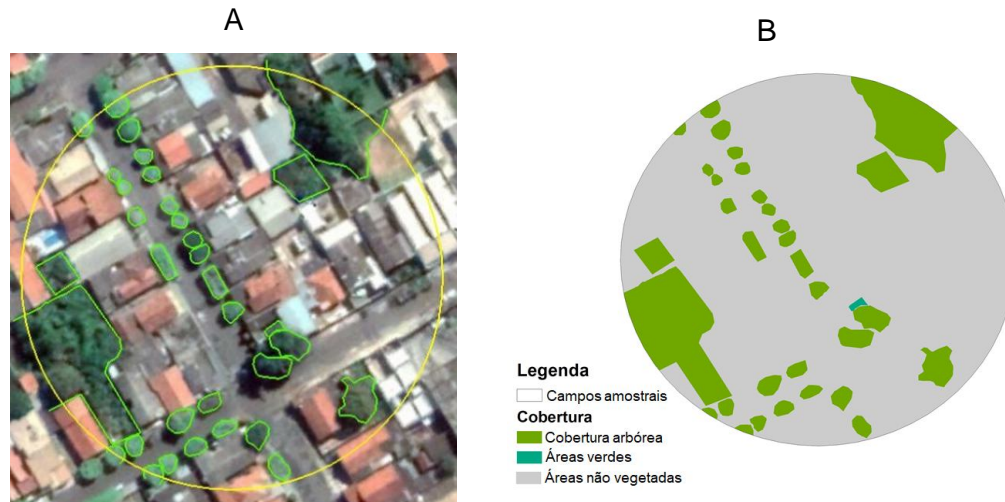 A
B
Legenda
Campos amostrais
Cobertura
Cobertura arbórea
Áreas verdes
Áreas não vegetadas